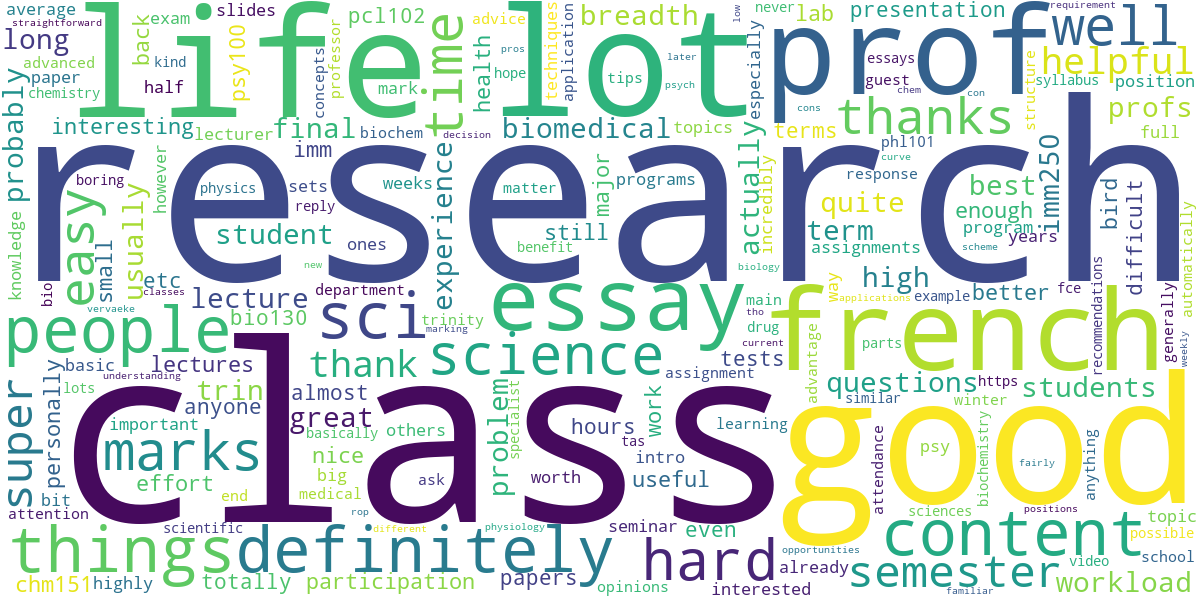 average
straightforward
slides
exam
pcl102
advice
techniques
never
lab
presentation
low
requirement
life
lot
prof
well
long
back
psy100
professor
breadth
application
essays
guest
helpful
advanced
kind
concepts
mark
time
health
pros
hope
tips
later
psych
especially
cons
chem
con
syllabus
position
structure
chemistry
paper
half
probably
interesting
lecturer
final
biochem
decision
biomedical
topics
terms
thanks
phl101
profs
full
however
boring
imm
physics
sets
reply
weeks
experience
matter
major
programs
actually
incredibly
curve
response
best
imm250
bird
difficult
research
easy
usually
student
ones
still
benefit
quite
enough
term
program
assignments
years
scheme
automatically
knowledge
small
bio
etc
classes
new
department
biology
high
better
fce
vervaeke
lecture
sci
essay
main
tho
way
applications
example
recommendations
generally
people
bio130
trinity
marking
drug
current
french
parts
weekly
basic
lectures
thank
science
tests
assignment
advantage
questions
https
students
similar
winter
super
lots
understanding
trin
almost
problem
specialist
work
personally
anyone
great
class
good
important
basically
others
hours
tas
learning
psy
biochemistry
anything
fairly
marks
nice
intro
attendance
effort
big
ask
worth
useful
bit
end
medical
sciences
positions
topic
attention
scientific
rop
different
physiology
seminar
even
content
possible
things
definitely
hard
opportunities
already
semester
video
school
chm151
highly
totally
participation
papers
opinions
interested
familiar
workload